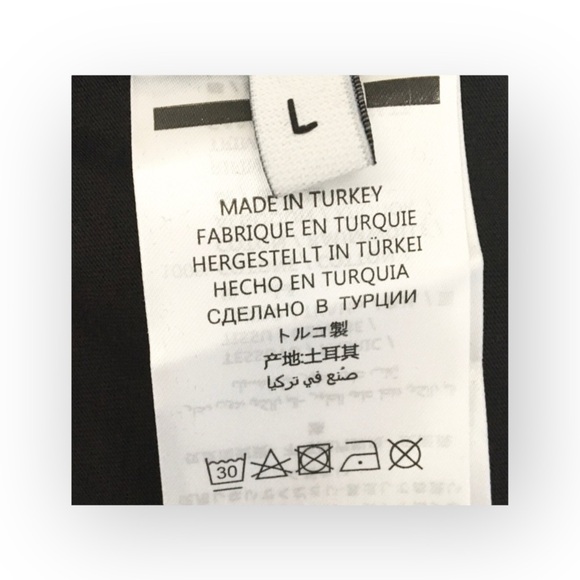 L
MADE IN TURKEY
FABRIQUE EN TURQUIE
HERGESTELLT IN TÜRKEI
HECHO EN TURQUIA
СДЕЛАНО В ТУРЦИИ
トルコ製
产地:土耳其
صُنع في تركيا
30